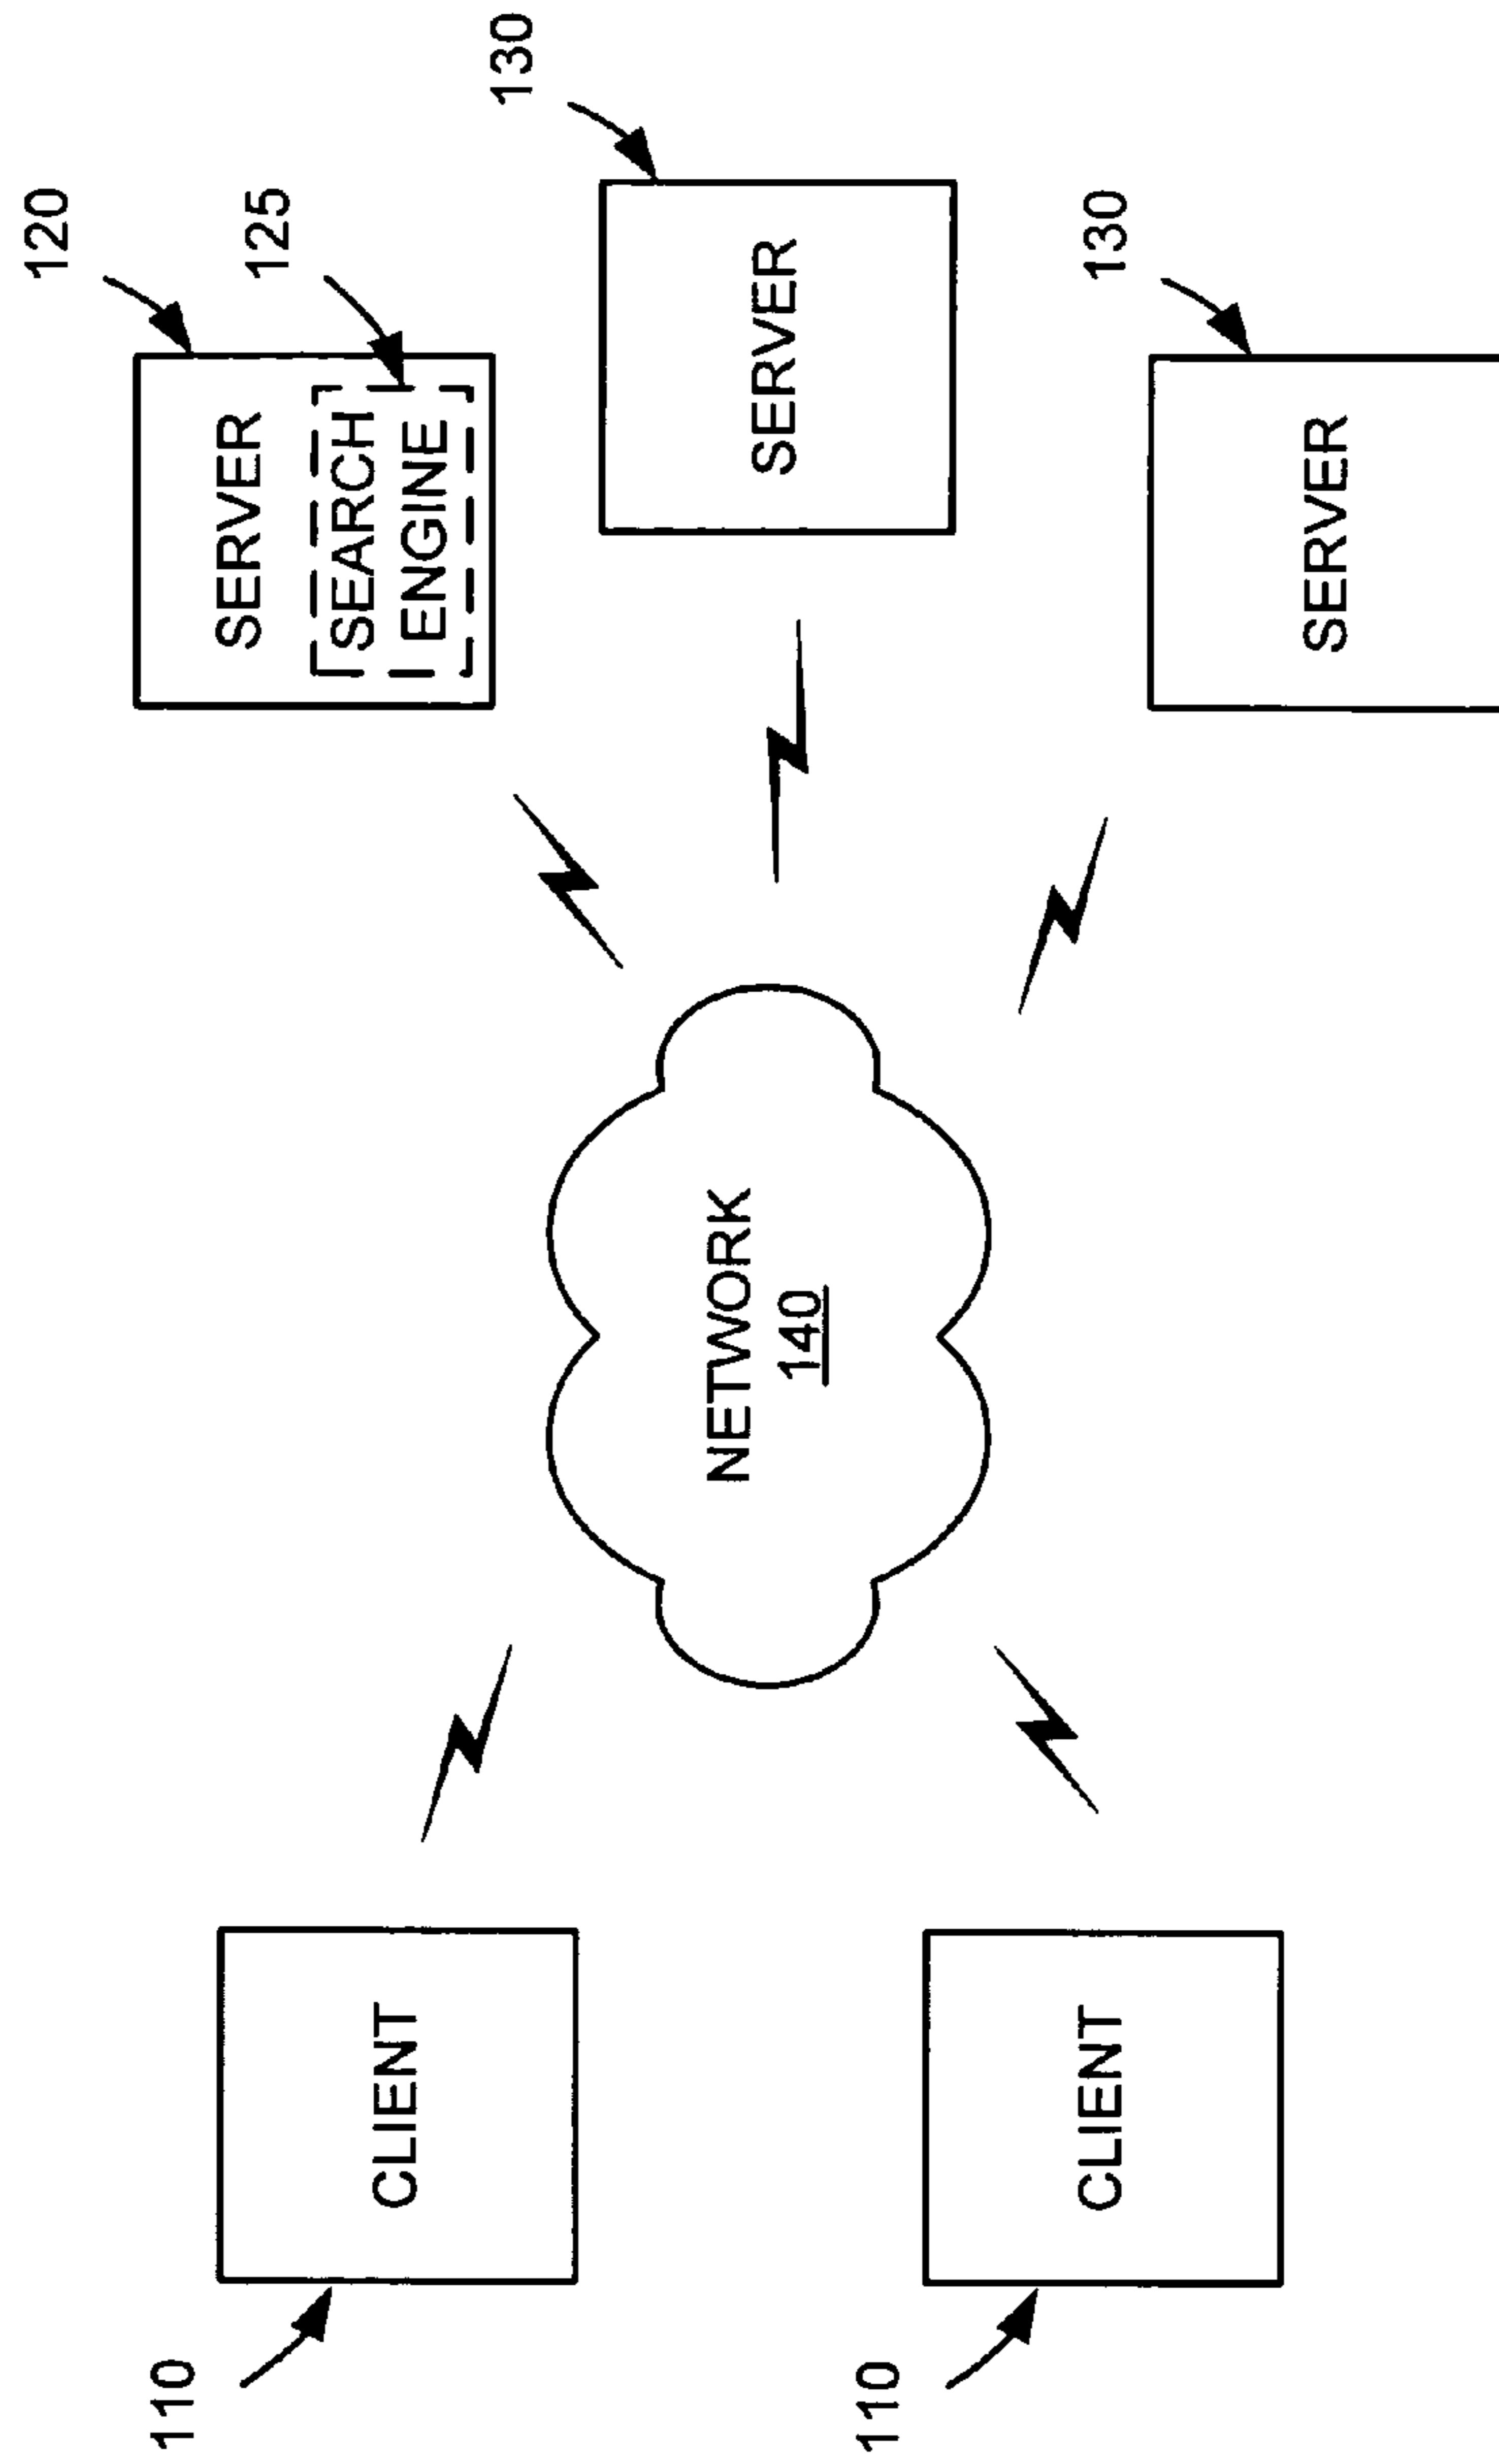 120
SERVER
125
SEARCH
ENGINE
130
SERVER
130
SERVER
NETWORK
140
110
CLIENT
110
CLIENT